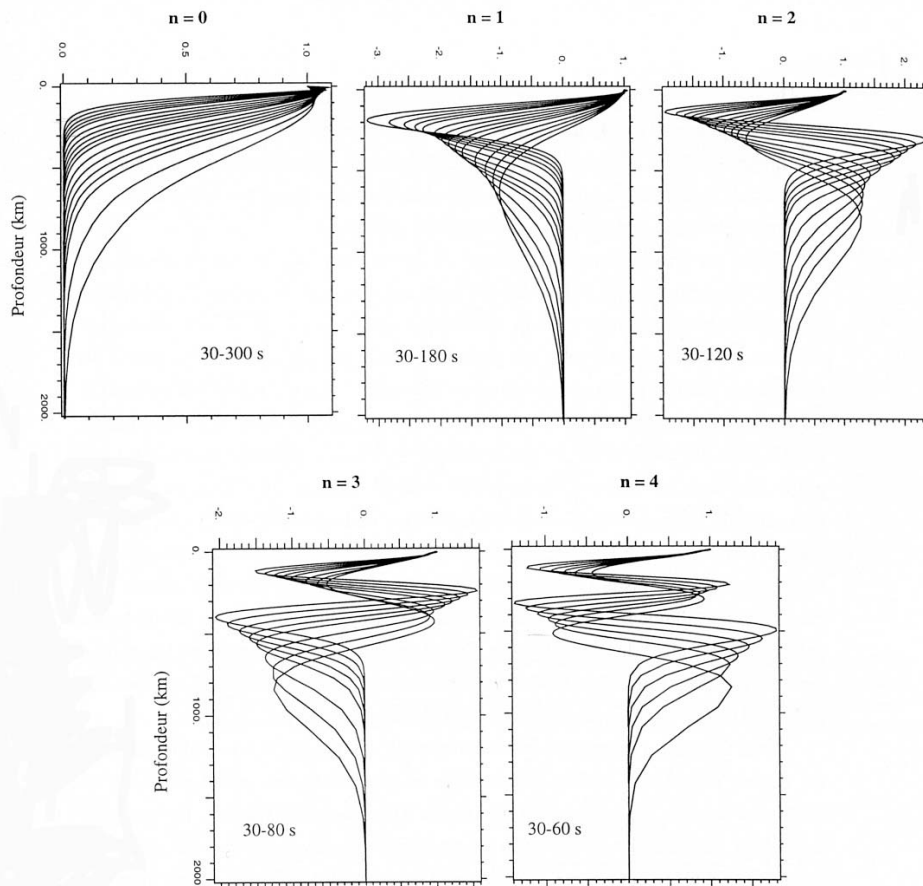 n = 0
n = 1
n = 2
0.0
0.5
1.0
-3.
-2.
-1.
0.
1.
0.
1.
2.
0.
1000.
2000.
Profondeur (km)
30-300 s
30-180 s
30-120 s
n = 3
n = 4
-2.
-1.
0.
1.
-1.
0.
1.
0.
1000.
2000
Profondeur (km)
30-80 s
30-60 s